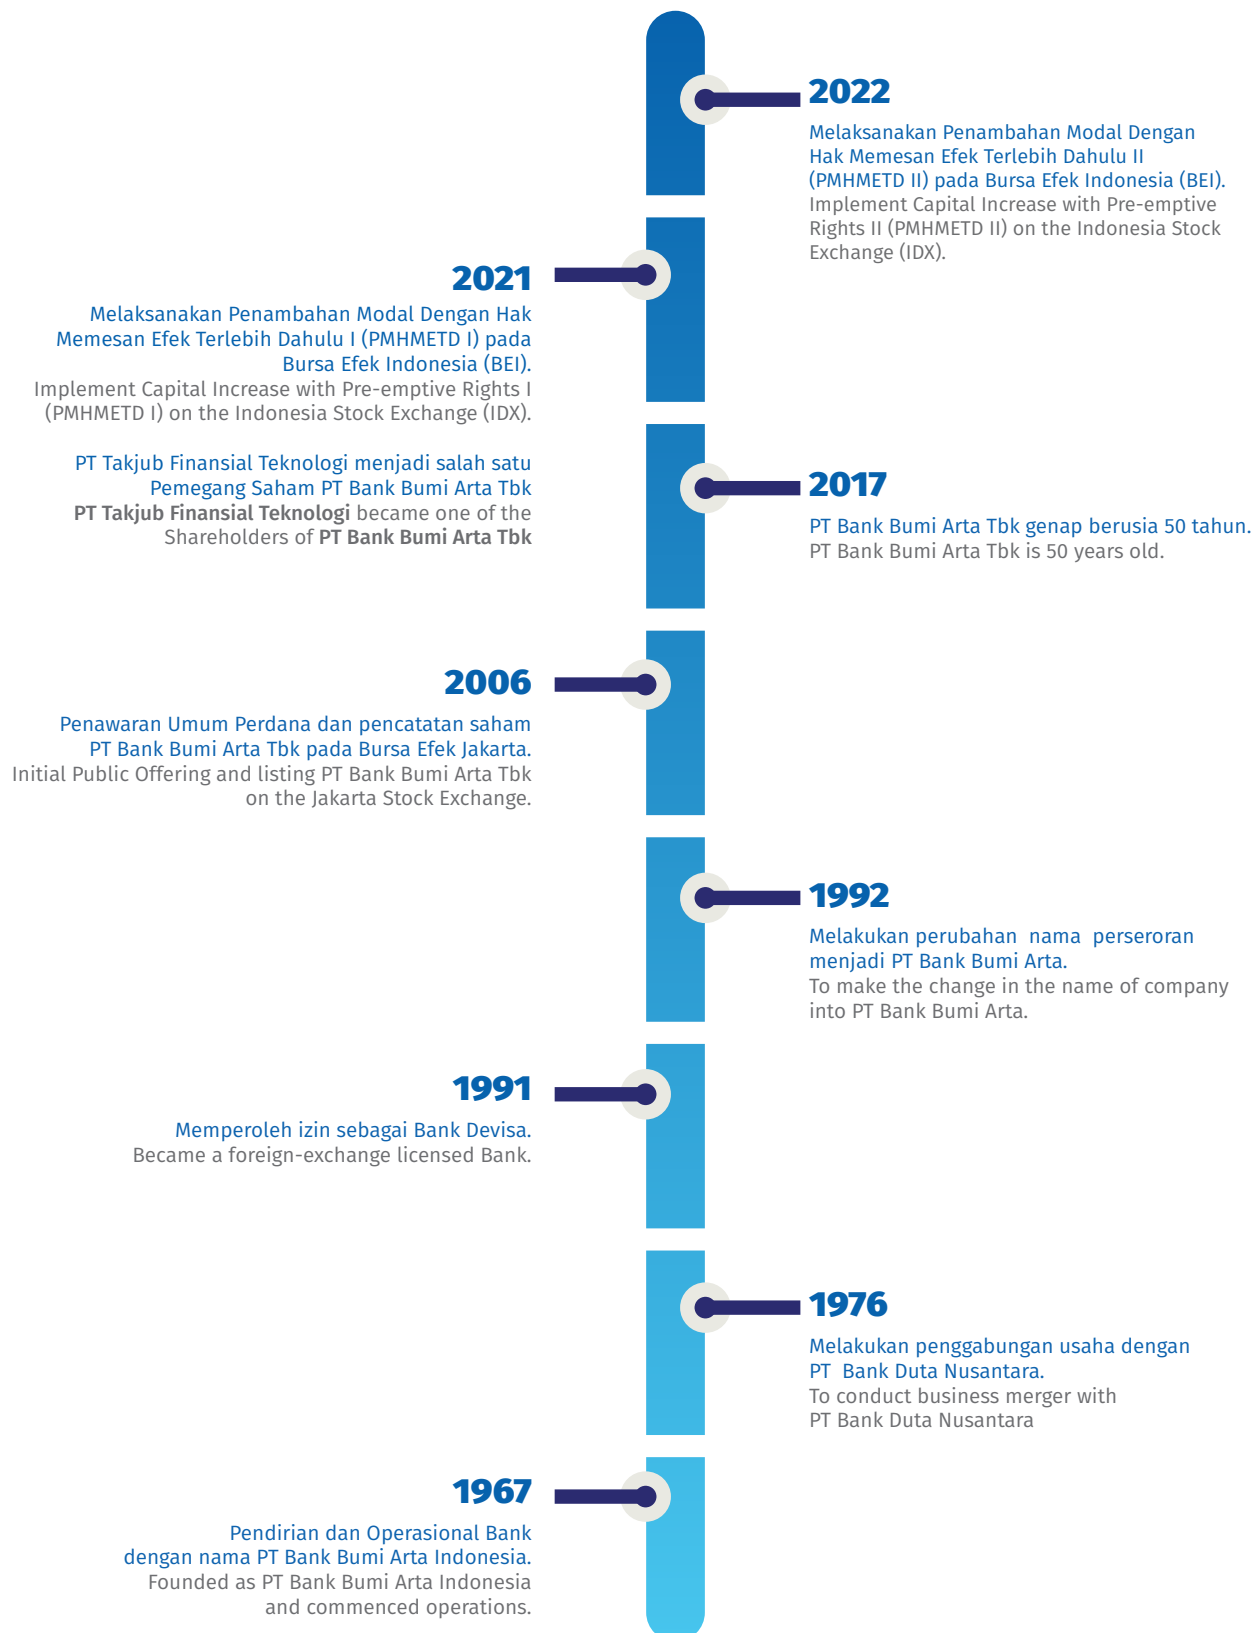 2022
Melaksanakan Penambahan Modal Dengan
Hak Memesan Efek Terlebih Dahulu II
(PMHMETD II) pada Bursa Efek Indonesia (BEI).
Implement Capital Increase with Pre-emptive
Rights II (PMHMETD II) on the Indonesia Stock
Exchange (IDX).
2021
Melaksanakan Penambahan Modal Dengan Hak
Memesan Efek Terlebih Dahulu I (PMHMETD I) pada
Bursa Efek Indonesia (BEI).
Implement Capital Increase with Pre-emptive Rights I
(PMHMETD I) on the Indonesia Stock Exchange (IDX).
PT Takjub Finansial Teknologi menjadi salah satu
Pemegang Saham PT Bank Bumi Arta Tbk
PT Takjub Finansial Teknologi became one of the
Shareholders of PT Bank Bumi Arta Tbk
2017
PT Bank Bumi Arta Tbk genap berusia 50 tahun.
PT Bank Bumi Arta Tbk is 50 years old.
2006
Penawaran Umum Perdana dan pencatatan saham
PT Bank Bumi Arta Tbk pada Bursa Efek Jakarta.
Initial Public Offering and listing PT Bank Bumi Arta Tbk
on the Jakarta Stock Exchange.
1992
Melakukan perubahan nama perseroran
menjadi PT Bank Bumi Arta.
To make the change in the name of company
into PT Bank Bumi Arta.
1991
Memperoleh izin sebagai Bank Devisa.
Became a foreign-exchange licensed Bank.
1976
Melakukan penggabungan usaha dengan
PT Bank Duta Nusantara.
To conduct business merger with
PT Bank Duta Nusantara
1967
Pendirian dan Operasional Bank
dengan nama PT Bank Bumi Arta Indonesia.
Founded as PT Bank Bumi Arta Indonesia
and commenced operations.